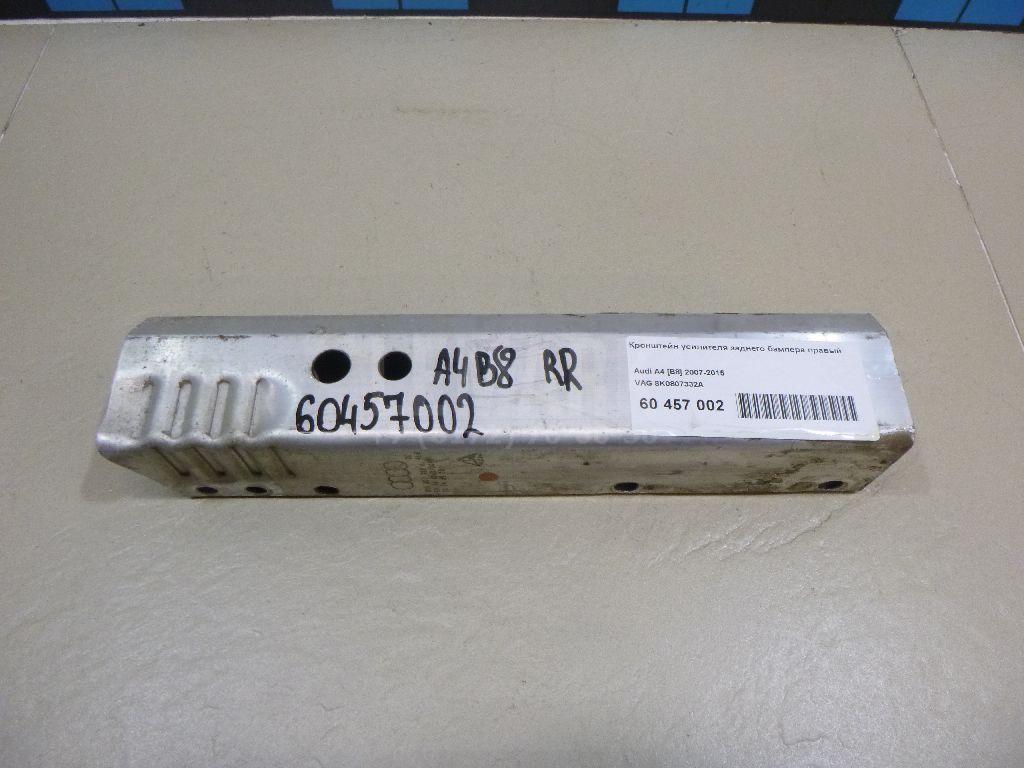 A4B8 RR
60457002
Кронштейн усилителя заднего бампера правый
Audi A4 [B8] 2007-2015
VAG 8K0807332A
60 457 002